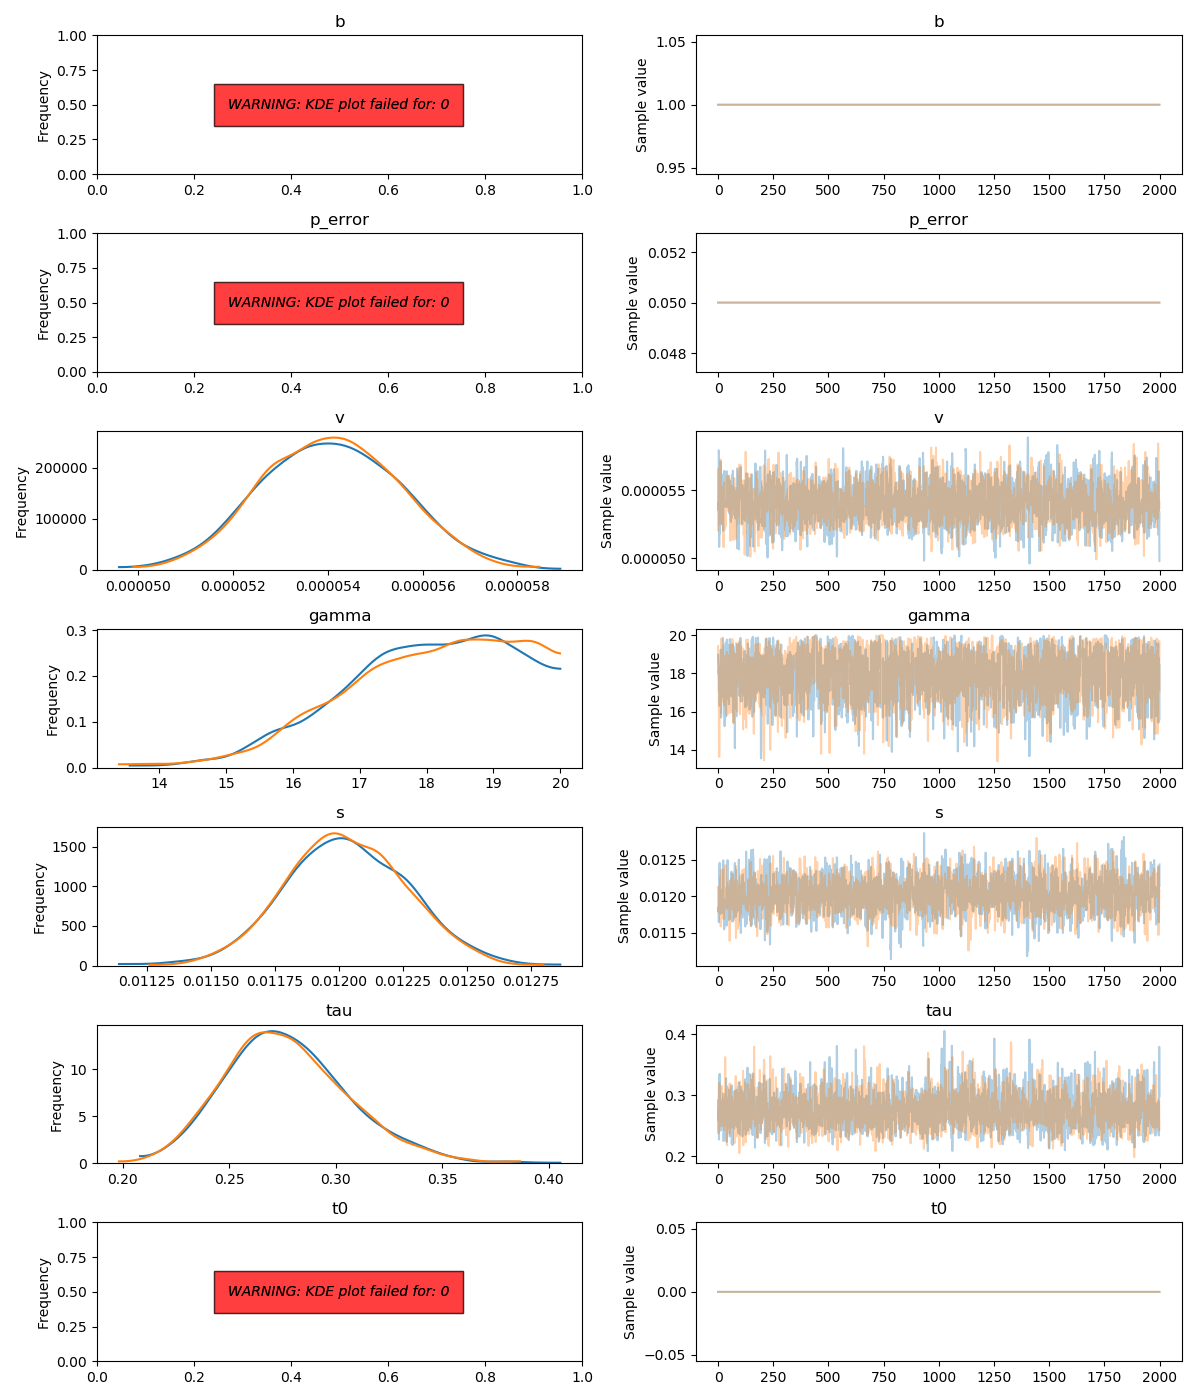 b
b
1.00
0.75
0.50
0.25
0.00
Frequency
WARNING: KDE plot failed for: 0
0.0 0.2 0.4 0.6 0.8 1.0
1.05
1.00
0.95
Sample value
0 250 500 750 1000 1250 1500 1750 2000
p_error
p_error
1.00
0.75
0.50
0.25
0.00
Frequency
WARNING: KDE plot failed for: 0
0.0 0.2 0.4 0.6 0.8 1.0
0.052
0.050
0.048
Sample value
0 250 500 750 1000 1250 1500 1750 2000
v
v
200000
100000
0
Frequency
0.000050 0.000052 0.000054 0.000056 0.000058
0.000055
0.000050
Sample value
0 250 500 750 1000 1250 1500 1750 2000
gamma
gamma
0.3
0.2
0.1
0.0
Frequency
14 15 16 17 18 19 20
20
18
16
14
Sample value
0 250 500 750 1000 1250 1500 1750 2000
s
s
1500
1000
500
0
Frequency
0.01125 0.01150 0.01175 0.01200 0.01225 0.01250 0.01275
0.0125
0.0120
0.0115
Sample value
0 250 500 750 1000 1250 1500 1750 2000
tau
tau
10
5
0
Frequency
0.20 0.25 0.30 0.35 0.40
0.4
0.3
0.2
Sample value
0 250 500 750 1000 1250 1500 1750 2000
t0
t0
1.00
0.75
0.50
0.25
0.00
Frequency
WARNING: KDE plot failed for: 0
0.0 0.2 0.4 0.6 0.8 1.0
0.05
0.00
−0.05
Sample value
0 250 500 750 1000 1250 1500 1750 2000